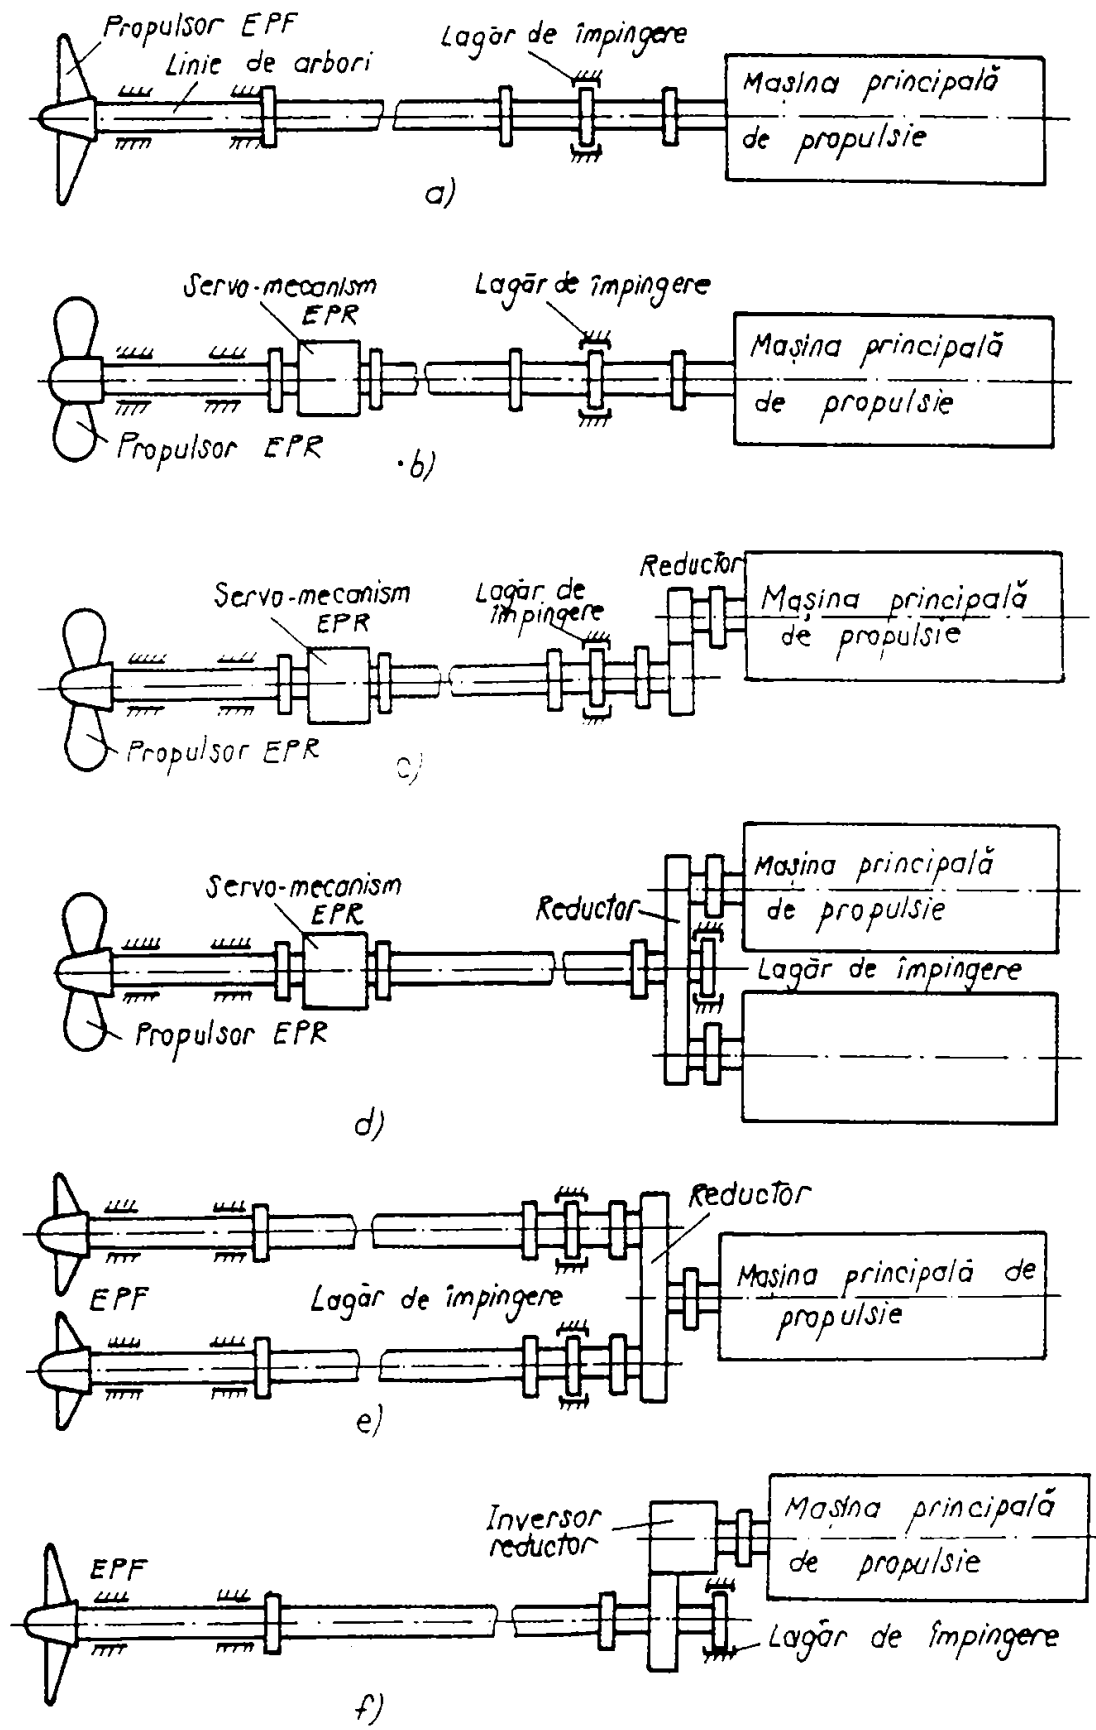 Propulsor EPF
Linie de arbori
Lagăr de împingere
Mașina principală
de propulsie
a)
Servo-mecanism
EPR
Lagăr de împingere
Mașina principală
de propulsie
Propulsor EPR
b)
Reductor
Servo-mecanism
EPR
Lagăr de
împingere
Mașina principală
de propulsie
Propulsor EPR
c)
Servo-mecanism
EPR
Reductor
Mașina principală
de propulsie
Lagăr de împingere
Propulsor EPR
d)
Reductor
EPF
Lagăr de împingere
Mașina principală de
propulsie
e)
Inversor
reductor
Mașina principală
de propulsie
EPF
Lagăr de împingere
f)